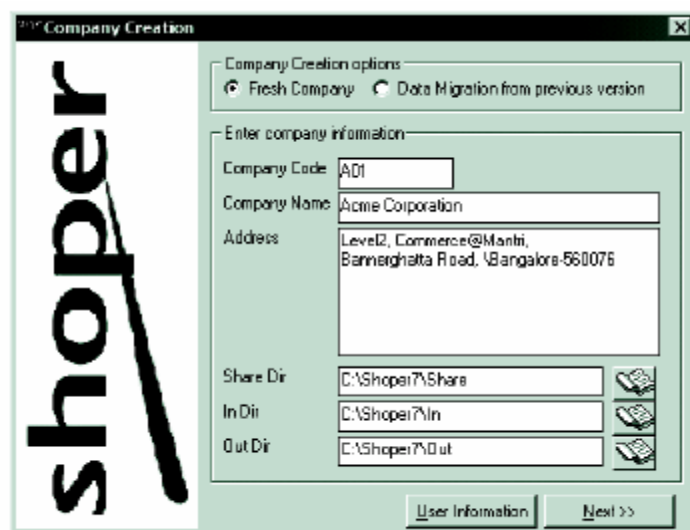 Company Creation
shoper
Company Creation options
Fresh Company
Data Migration from previous version
Enter company information
Company Code
A01
Company Name
Acme Corporation
Address
Level2, Commerce@Mantri,
Bannerghatta Road, \Bangalore-560076
Share Dir
C:\Shoper7\Share
In Dir
C:\Shoper7\In
Out Dir
C:\Shoper7\Out
User Information
Next >>